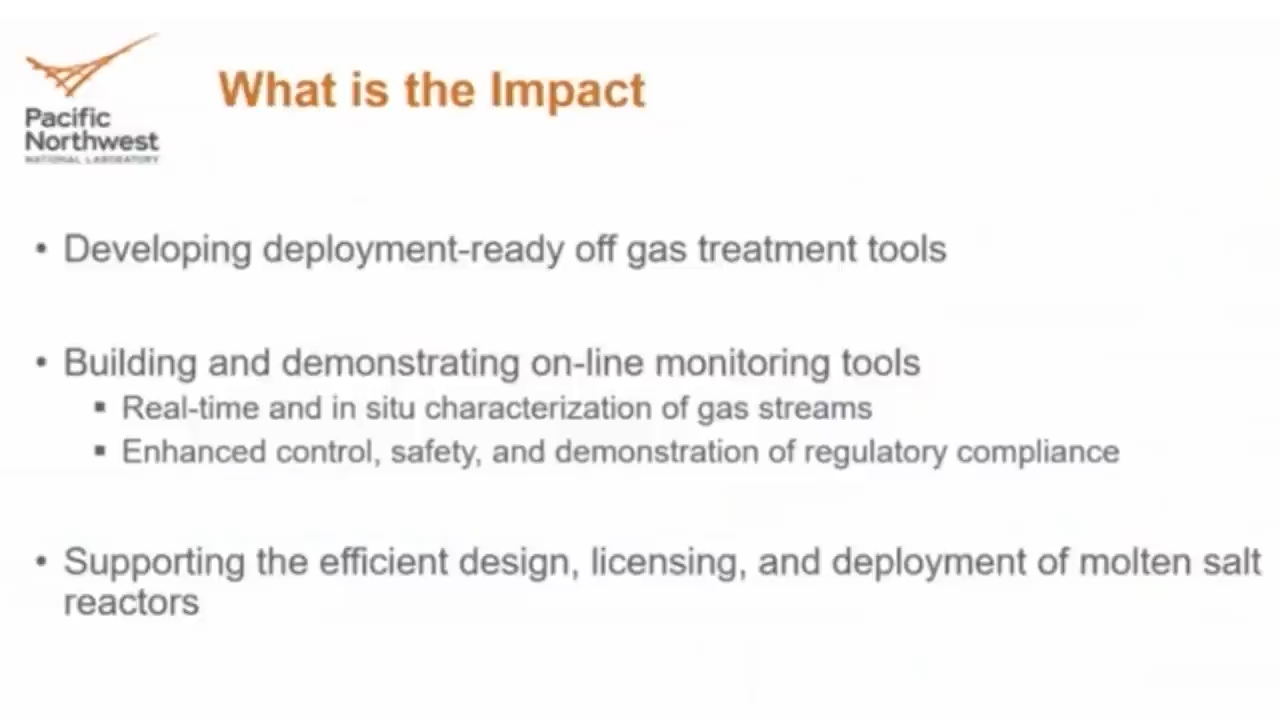 Pacific
Northwest
NATIONAL LABORATORY
What is the Impact
• Developing deployment-ready off gas treatment tools
• Building and demonstrating on-line monitoring tools
▪ Real-time and in situ characterization of gas streams
▪ Enhanced control, safety, and demonstration of regulatory compliance
• Supporting the efficient design, licensing, and deployment of molten salt
reactors